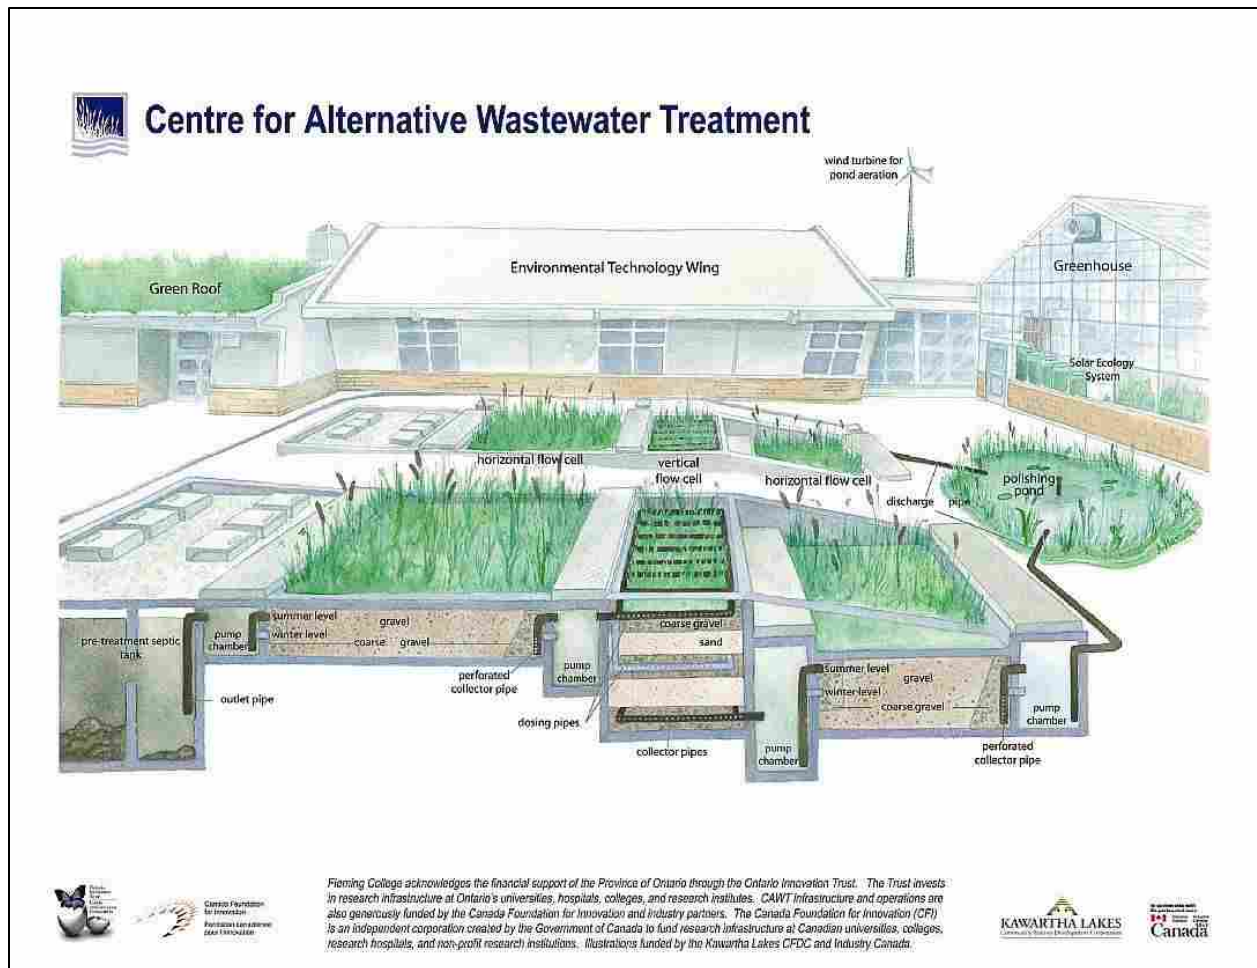 Centre for Alternative Wastewater Treatment
wind turbine for
pond aeration
Green Roof
Environmental Technology Wing
Greenhouse
Solar Ecology
System
horizontal flow cell
vertical
flow cell
horizontal flow cell
discharge pipe
polishing
pond
pre-treatment septic
tank
outlet pipe
pump
chamber
summer level
winter level
gravel
coarse gravel
perforated
collector pipe
pump
chamber
dosing pipes
coarse gravel
sand
collector pipes
pump
chamber
summer level
winter level
gravel
coarse gravel
perforated
collector pipe
pump
chamber
Canada Foundation
for Innovation
Fondation canadienne
pour l'innovation
Fleming College acknowledges the financial support of the Province of Ontario through the Ontario Innovation Trust. The Trust invests
in research infrastructure at Ontario's universities, hospitals, colleges, and research institutes. CAWT infrastructure and operations are
also generously funded by the Canada Foundation for Innovation and industry partners. The Canada Foundation for Innovation (CFI)
is an independent corporation created by the Government of Canada to fund research infrastructure at Canadian universities, colleges,
research hospitals, and non-profit research institutions. Illustrations funded by the Kawartha Lakes CFDC and Industry Canada.
KAWARTHA LAKES
Community Futures Development Corporation
Canada